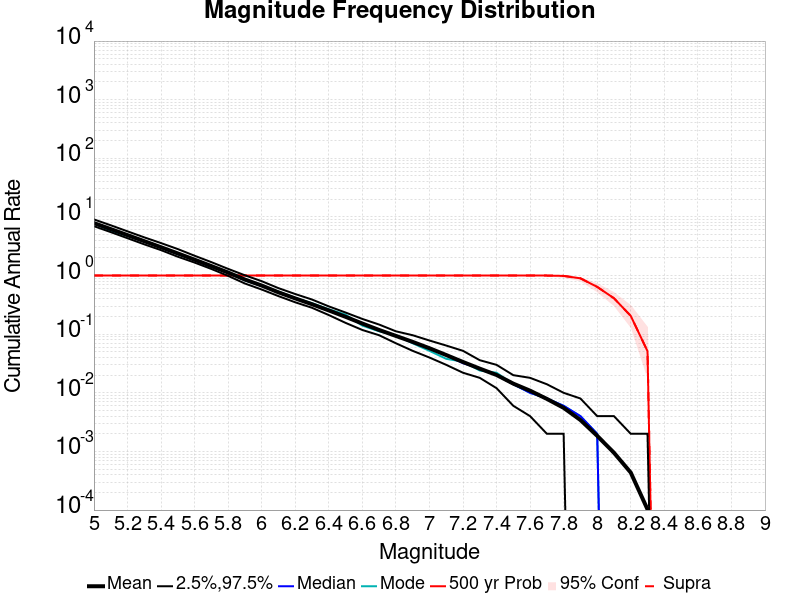 Magnitude Frequency Distribution
10^4
10^3
10^2
10^1
10^0
10^-1
10^-2
10^-3
10^-4
Cumulative Annual Rate
5 5.2 5.4 5.6 5.8 6 6.2 6.4 6.6 6.8 7 7.2 7.4 7.6 7.8 8 8.2 8.4 8.6 8.8 9
Magnitude
Mean 2.5%,97.5% Median Mode 500 yr Prob 95% Conf Supra